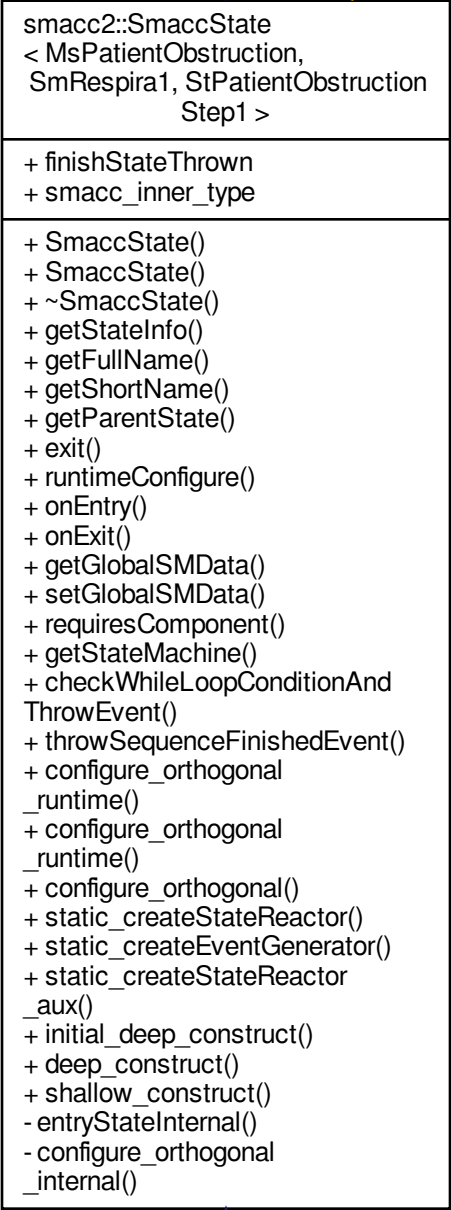 smacc2::SmaccState
< MsPatientObstruction,
SmRespira1, StPatientObstruction
Step1 >
+ finishStateThrown
+ smacc_inner_type
+ SmaccState()
+ SmaccState()
+ ~SmaccState()
+ getStateInfo()
+ getFullName()
+ getShortName()
+ getParentState()
+ exit()
+ runtimeConfigure()
+ onEntry()
+ onExit()
+ getGlobalSMData()
+ setGlobalSMData()
+ requiresComponent()
+ getStateMachine()
+ checkWhileLoopConditionAnd
ThrowEvent()
+ throwSequenceFinishedEvent()
+ configure_orthogonal
_runtime()
+ configure_orthogonal
_runtime()
+ configure_orthogonal()
+ static_createStateReactor()
+ static_createEventGenerator()
+ static_createStateReactor
_aux()
+ initial_deep_construct()
+ deep_construct()
+ shallow_construct()
- entryStateInternal()
- configure_orthogonal
_internal()